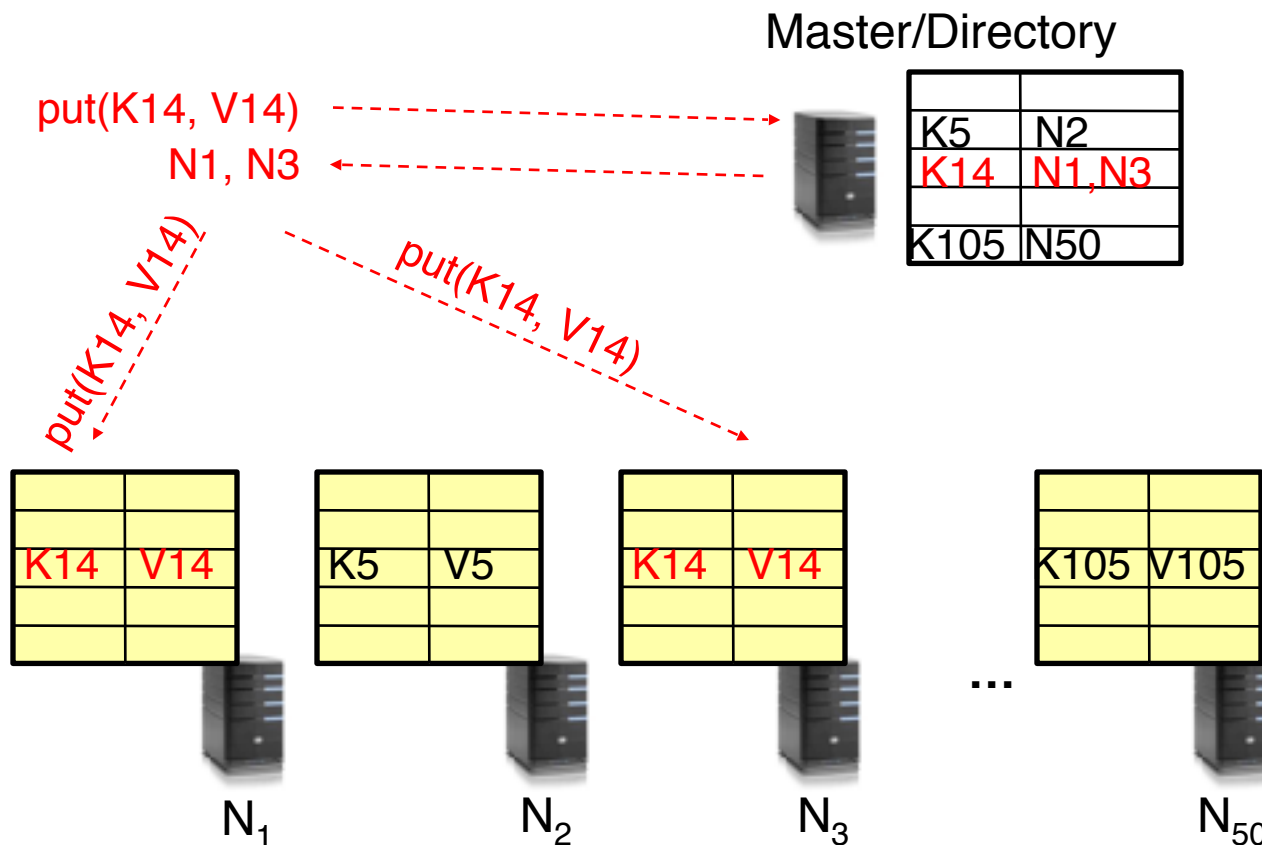 Master/Directory
put(K14, V14)
N1, N3
K5 N2
K14 N1,N3
K105 N50
put(K14, V14)
put(K14, V14)
K14 V14
K5 V5
K14 V14
K105 V105
...
N1
N2
N3
N50